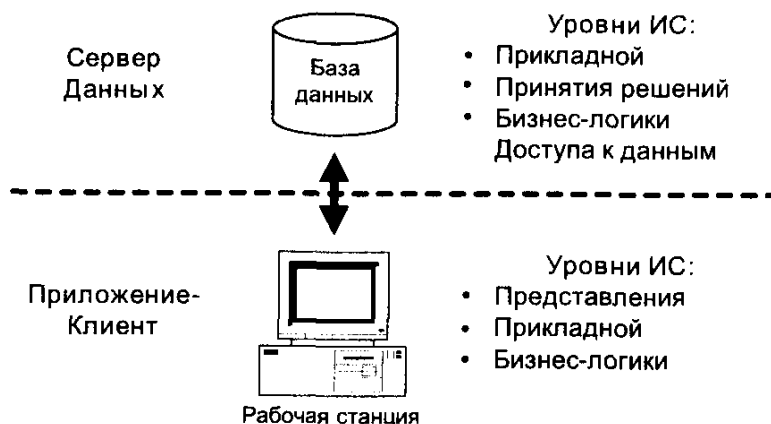 Сервер
Данных
База
данных
Уровни ИС:
• Прикладной
• Принятия решений
• Бизнес-логики
Доступа к данным
Приложение-
Клиент
Рабочая станция
Уровни ИС:
• Представления
• Прикладной
• Бизнес-логики